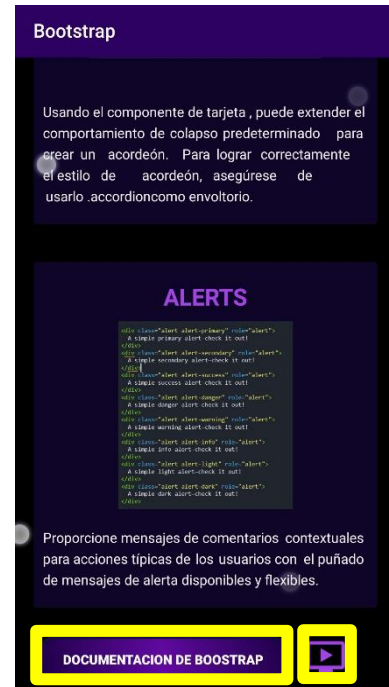 Bootstrap
Usando el componente de tarjeta , puede extender el
comportamiento de colapso predeterminado para
crear un acordeón. Para lograr correctamente
el estilo de acordeón, asegúrese de
usarlo .accordioncomo envoltorio.
ALERTS
<div class="alert alert-primary" role="alert">
A simple primary alert-check it out!
</div>
<div class="alert alert-secondary" role="alert">
A simple secondary alert-check it out!
</div>
<div class="alert alert-success" role="alert">
A simple success alert-check it out!
</div>
<div class="alert alert-danger" role="alert">
A simple danger alert-check it out!
</div>
<div class="alert alert-warning" role="alert">
A simple warning alert-check it out!
</div>
<div class="alert alert-info" role="alert">
A simple info alert-check it out!
</div>
<div class="alert alert-light" role="alert">
A simple light alert-check it out!
</div>
<div class="alert alert-dark" role="alert">
A simple dark alert-check it out!
</div>
Proporcione mensajes de comentarios contextuales
para acciones típicas de los usuarios con el puñado
de mensajes de alerta disponibles y flexibles.
DOCUMENTACION DE BOOSTRAP